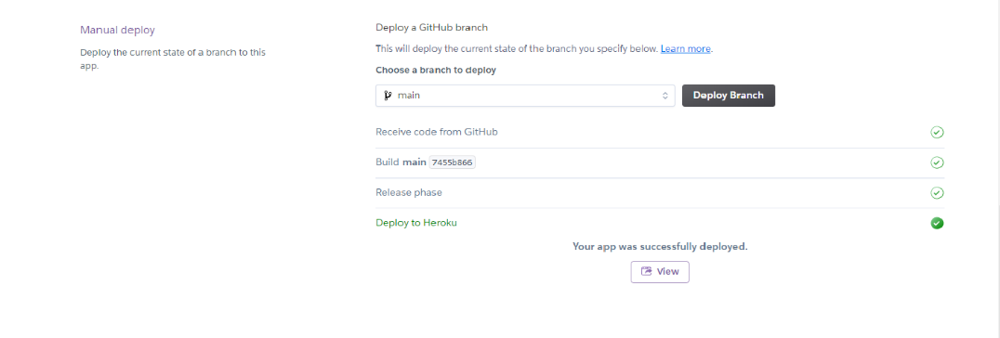 Manual deploy
Deploy the current state of a branch to this
app.
Deploy a GitHub branch
This will deploy the current state of the branch you specify below. Learn more.
Choose a branch to deploy
main
Deploy Branch
Receive code from GitHub
Build main 7455b866
Release phase
Deploy to Heroku
Your app was successfully deployed.
View